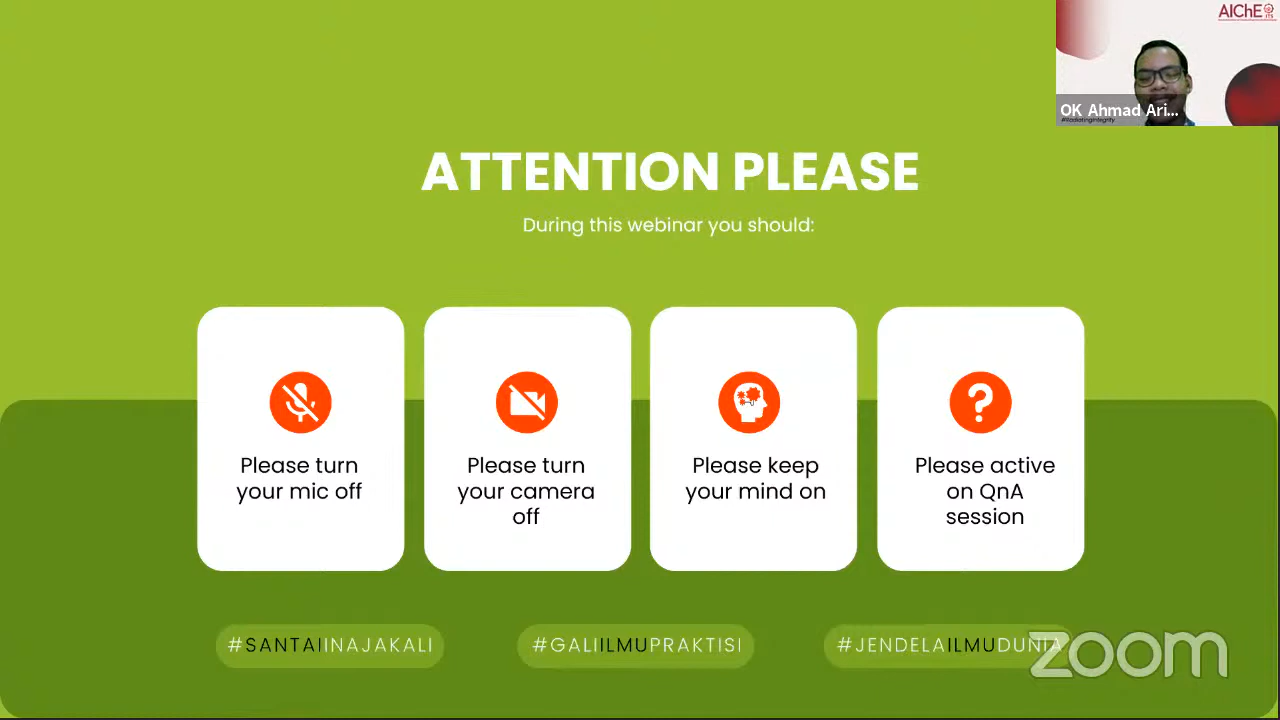 AIChE
ITS
OK Ahmad Ari...
ATTENTION PLEASE
During this webinar you should:
Please turn
your mic off
Please turn
your camera
off
Please keep
your mind on
Please active
on QnA
session
#SANTAIINAJAKALI
#GALIILMUPRAKTISI
#JENDELAILMUDUNIA
zoom